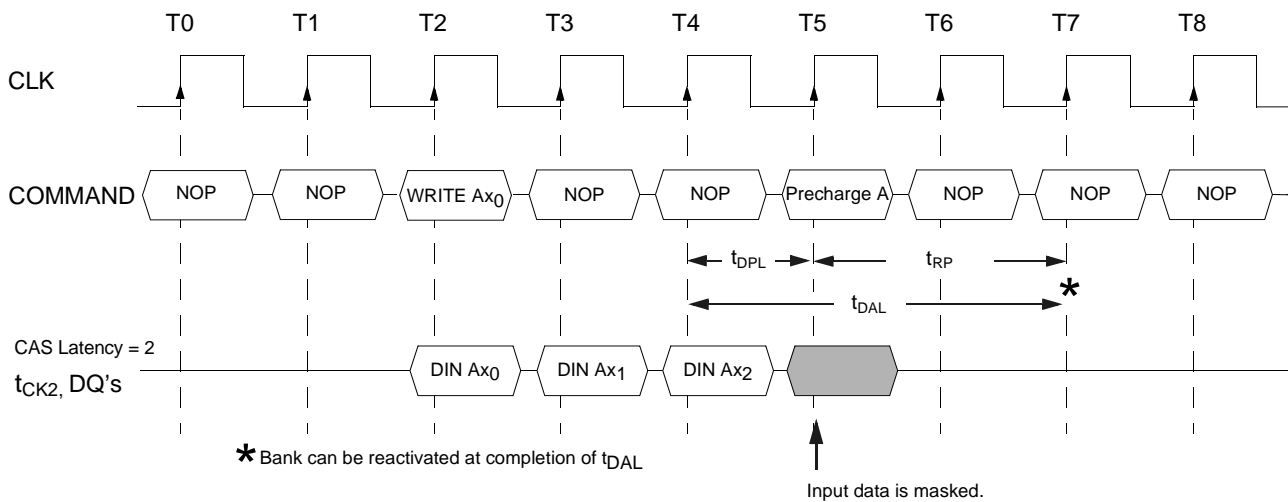 T0 T1 T2 T3 T4 T5 T6 T7 T8
CLK
COMMAND NOP NOP WRITE Ax0 NOP NOP Precharge A NOP NOP NOP
tDPL tRP
tDAL *
CAS Latency = 2
tCK2, DQ's DIN Ax0 DIN Ax1 DIN Ax2
* Bank can be reactivated at completion of tDAL
Input data is masked.